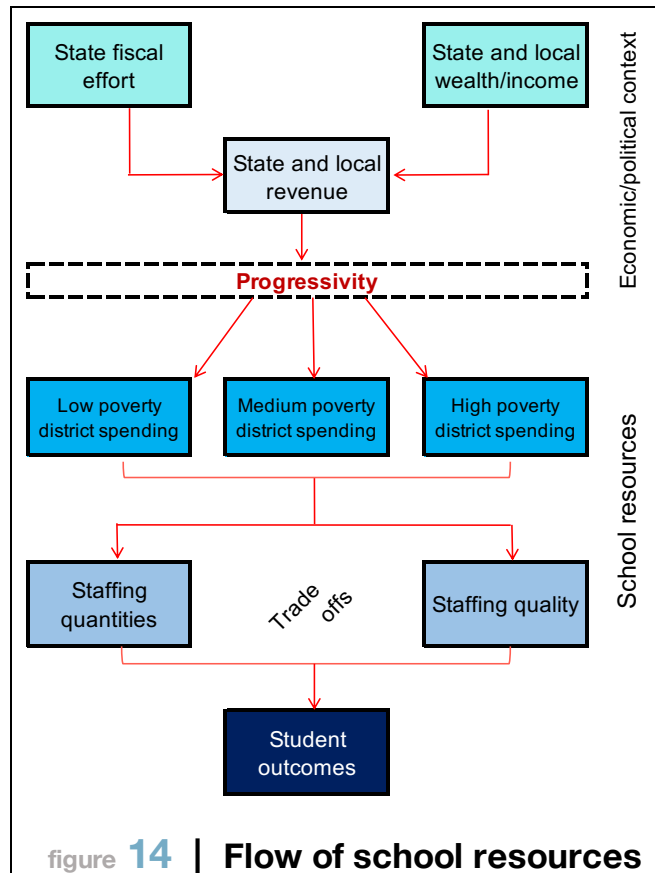 State fiscal
effort
State and local
wealth/income
Economic/political context
State and local
revenue
Progressivity
Low poverty
district spending
Medium poverty
district spending
High poverty
district spending
School resources
Staffing
quantities
Trade
offs
Staffing quality
Student
outcomes
figure 14 | Flow of school resources